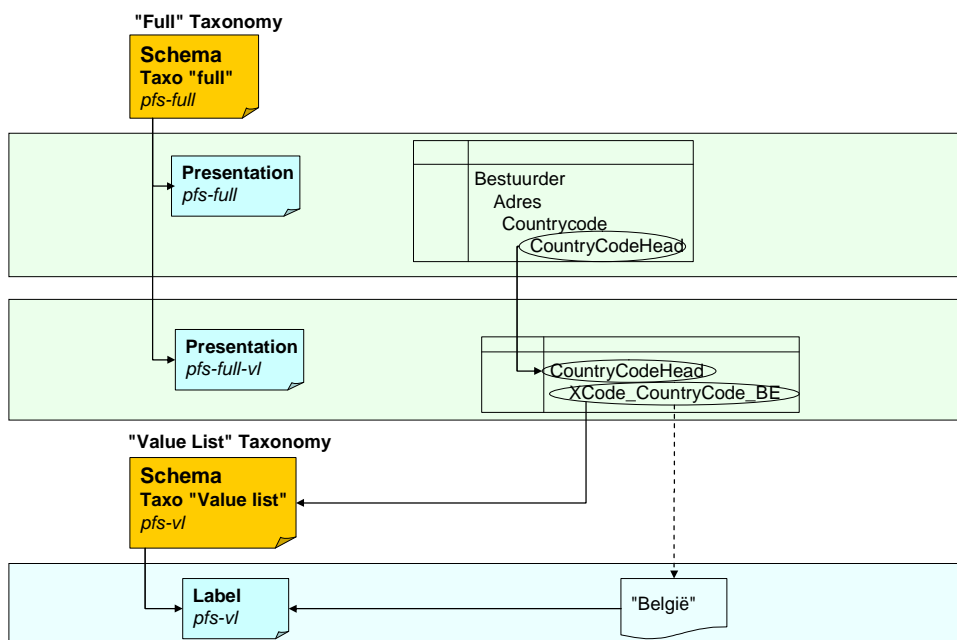 "Full" Taxonomy
Schema
Taxo "full"
pfs-full
Presentation
pfs-full
Bestuurder
Adres
Countrycode
CountryCodeHead
Presentation
pfs-full-vl
CountryCodeHead
XCode_CountryCode_BE
"Value List" Taxonomy
Schema
Taxo "Value list"
pfs-vl
Label
pfs-vl
"België"